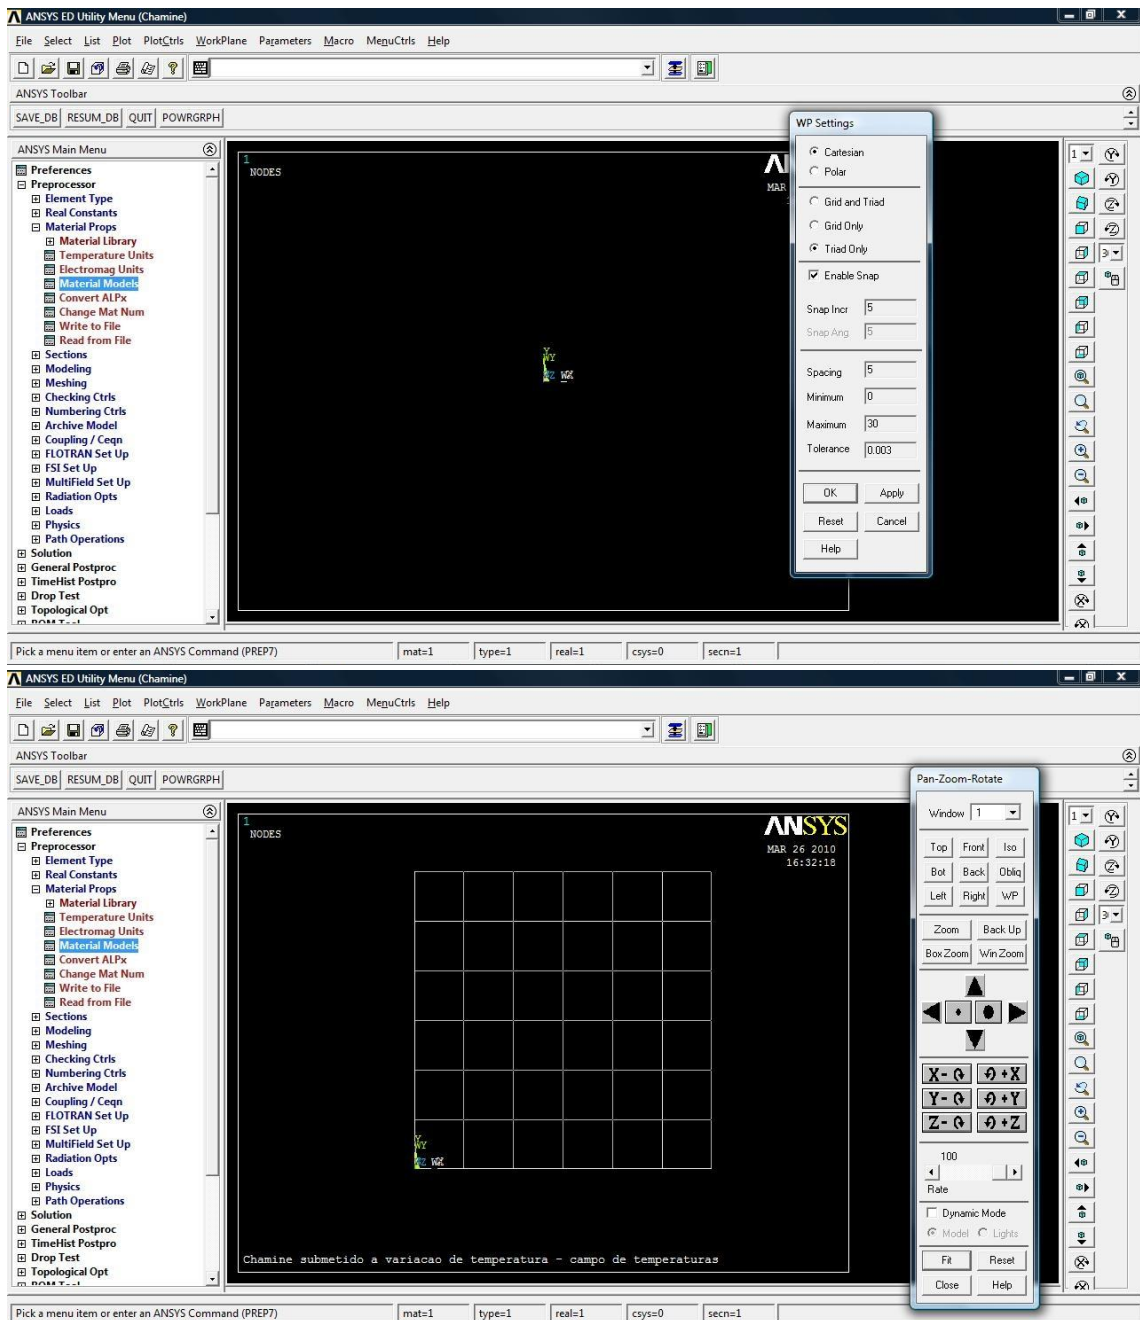 ANSYS ED Utility Menu (Chamine)
File Select List Plot PlotCtrls WorkPlane Parameters Macro MenuCtrls Help
ANSYS Toolbar
SAVE_DB RESUM_DB QUIT POWRGRPH
ANSYS Main Menu
Preferences
Preprocessor
Element Type
Real Constants
Material Props
Material Library
Temperature Units
Electromag Units
Material Models
Convert ALPx
Change Mat Num
Write to File
Read from File
Sections
Modeling
Meshing
Checking Ctrls
Numbering Ctrls
Archive Model
Coupling / Ceqn
FLOTRAN Set Up
FSI Set Up
MultiField Set Up
Radiation Opts
Loads
Physics
Path Operations
Solution
General Postproc
TimeHist Postpro
Drop Test
Topological Opt
ROM Tool
1
NODES
MAR
Y
WY
WX
WP Settings
Cartesian
Polar
Grid and Triad
Grid Only
Triad Only
Enable Snap
Snap Incr 5
Snap Ang 5
Spacing 5
Minimum 0
Maximum 30
Tolerance 0.003
OK Apply
Reset Cancel
Help
1
Pick a menu item or enter an ANSYS Command (PREP7) mat=1 type=1 real=1 csys=0 secn=1
ANSYS ED Utility Menu (Chamine)
File Select List Plot PlotCtrls WorkPlane Parameters Macro MenuCtrls Help
ANSYS Toolbar
SAVE_DB RESUM_DB QUIT POWRGRPH
ANSYS Main Menu
Preferences
Preprocessor
Element Type
Real Constants
Material Props
Material Library
Temperature Units
Electromag Units
Material Models
Convert ALPx
Change Mat Num
Write to File
Read from File
Sections
Modeling
Meshing
Checking Ctrls
Numbering Ctrls
Archive Model
Coupling / Ceqn
FLOTRAN Set Up
FSI Set Up
MultiField Set Up
Radiation Opts
Loads
Physics
Path Operations
Solution
General Postproc
TimeHist Postpro
Drop Test
Topological Opt
ROM Tool
1
NODES
ANSYS
MAR 26 2010
16:32:18
Y
WY
WX
Chamine submetido a variacao de temperatura - campo de temperaturas
Pan-Zoom-Rotate
Window 1
Top Front Iso
Bot Back Obliq
Left Right WP
Zoom Back Up
Box Zoom Win Zoom
X- +X
Y- +Y
Z- +Z
100
Rate
Dynamic Mode
Model Lights
Fit Reset
Close Help
1
Pick a menu item or enter an ANSYS Command (PREP7) mat=1 type=1 real=1 csys=0 secn=1